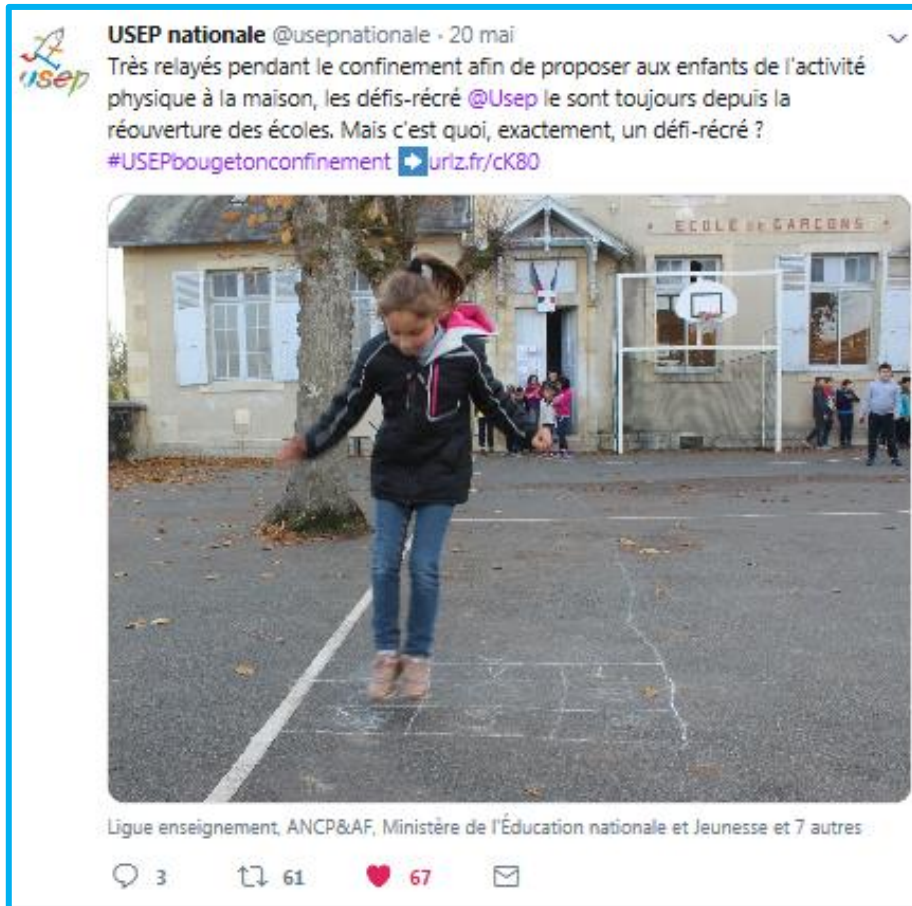 usep
USEP nationale @usepnationale · 20 mai
Très relayés pendant le confinement afin de proposer aux enfants de l'activité
physique à la maison, les défis-récré @Usep le sont toujours depuis la
réouverture des écoles. Mais c'est quoi, exactement, un défi-récré ?
#USEPbougetonconfinement ➡urlz.fr/cK80
ECOLE DE GARCONS
Ligue enseignement, ANCP&AF, Ministère de l'Éducation nationale et Jeunesse et 7 autres
3 61 67